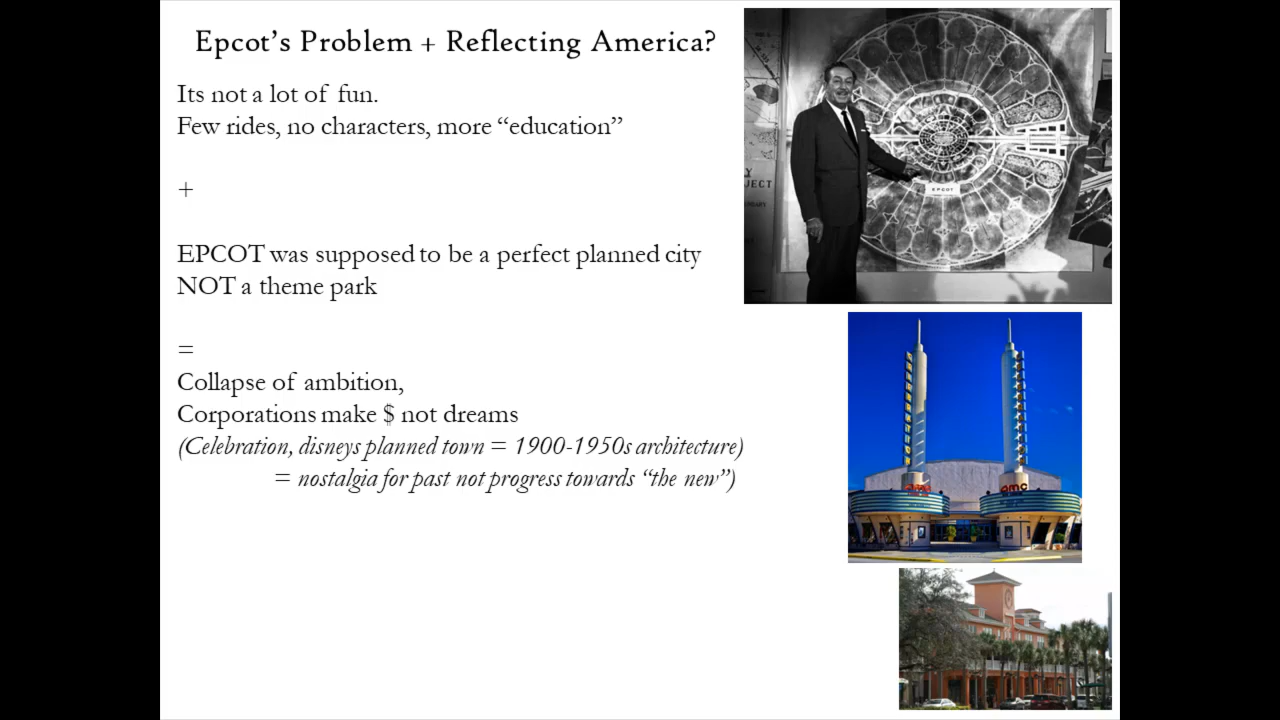 Epcot's Problem + Reflecting America?
Its not a lot of fun.
Few rides, no characters, more “education”
+
EPCOT was supposed to be a perfect planned city
NOT a theme park
=
Collapse of ambition,
Corporations make $ not dreams
(Celebration, disneys planned town = 1900-1950s architecture)
= nostalgia for past not progress towards “the new”)
EPCOT
amc